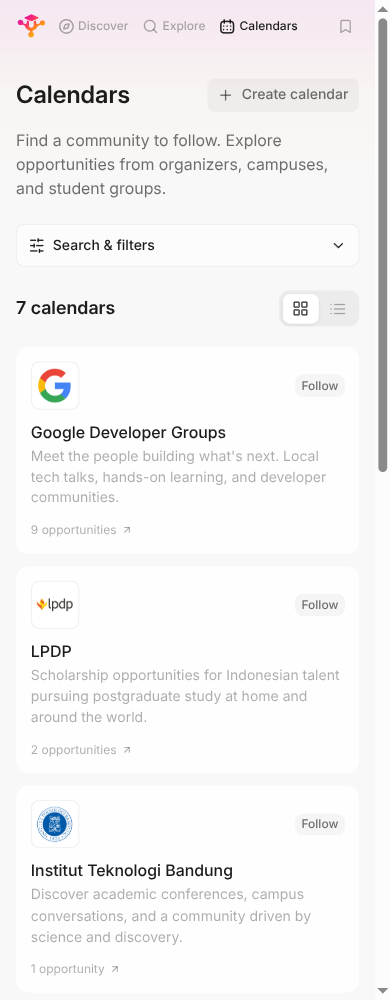 Discover
Explore
Calendars
Calendars
Create calendar
Find a community to follow. Explore
opportunities from organizers, campuses,
and student groups.
Search & filters
7 calendars
Follow
Google Developer Groups
Meet the people building what's next. Local
tech talks, hands-on learning, and developer
communities.
9 opportunities
lpdp
Follow
LPDP
Scholarship opportunities for Indonesian talent
pursuing postgraduate study at home and
around the world.
2 opportunities
Follow
Institut Teknologi Bandung
Discover academic conferences, campus
conversations, and a community driven by
science and discovery.
1 opportunity